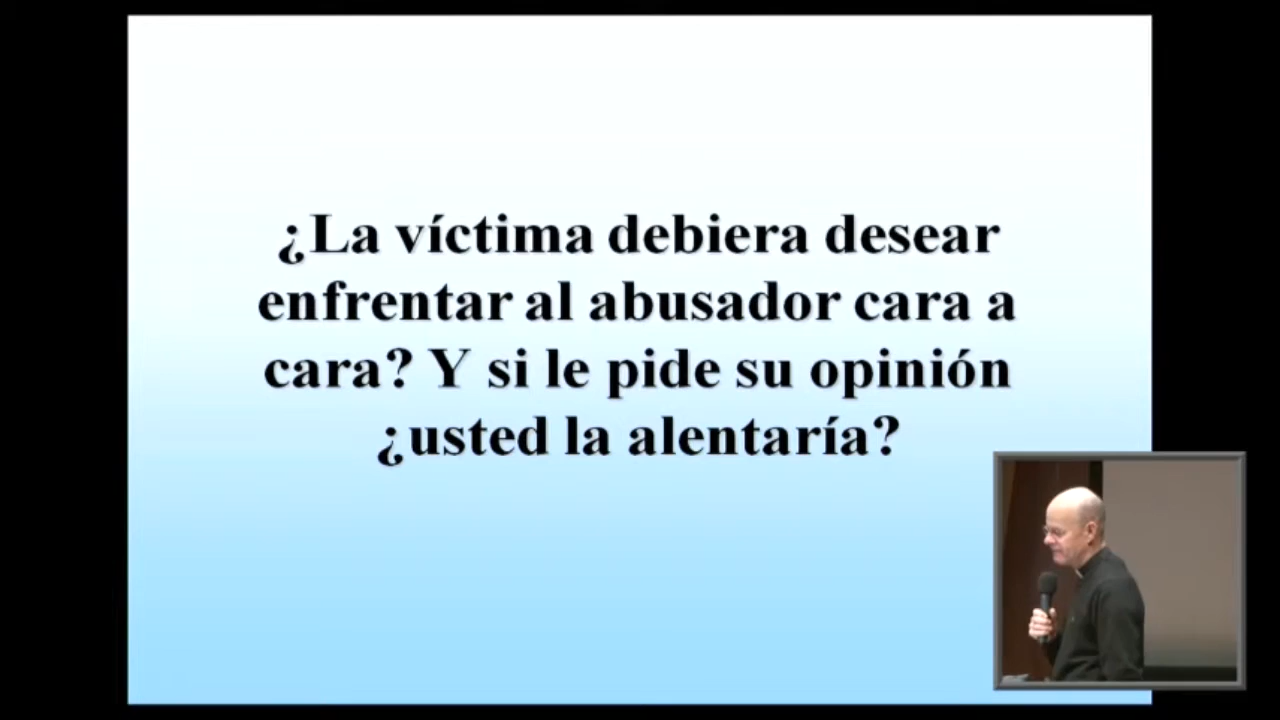 ¿La víctima debiera desear
enfrentar al abusador cara a
cara? Y si le pide su opinión
¿usted la alentaría?